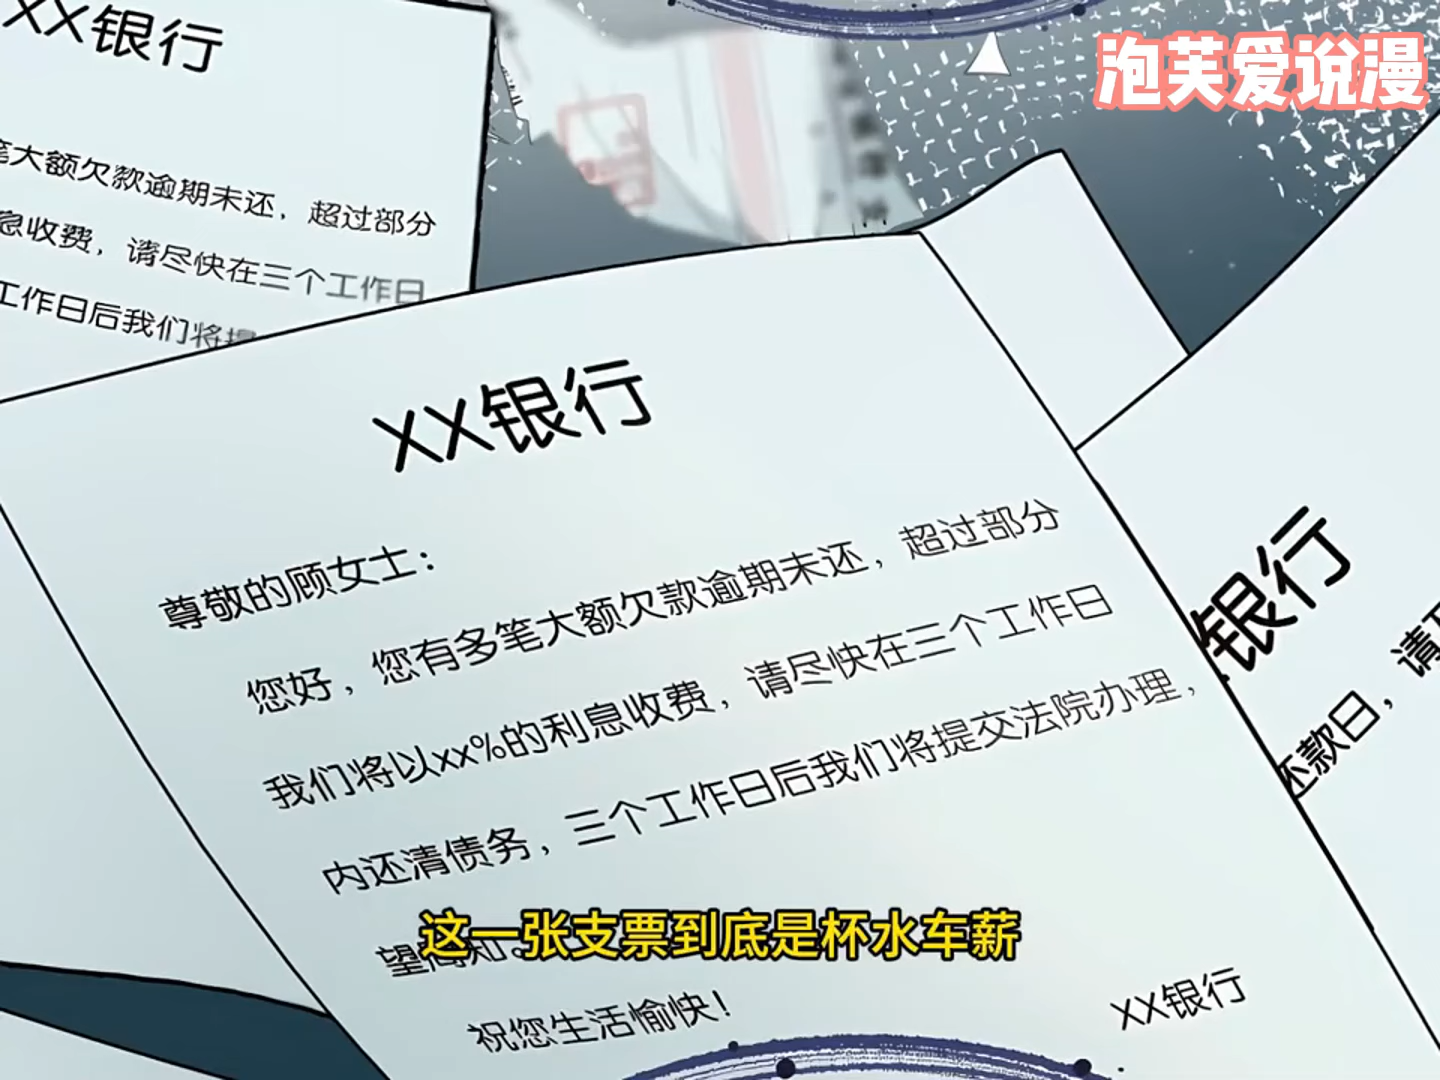 XX银行
笔大额欠款逾期未还，超过部分
息收费，请尽快在三个工作日
工作日后我们将提
泡芙爱说漫
XX银行
尊敬的顾女士：
您好，您有多笔大额欠款逾期未还，超过部分
我们将以xx%的利息收费，请尽快在三个工作日
内还清债务，三个工作日后我们将提交法院办理，
望周知。
祝您生活愉快！
XX银行
银行
还款日，请
这一张支票到底是杯水车薪